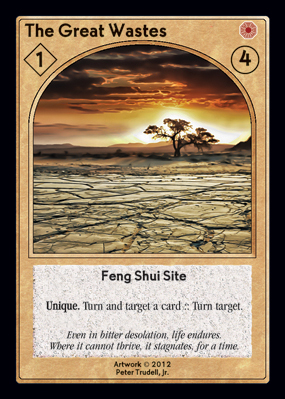 The Great Wastes
1
4
Feng Shui Site
Unique. Turn and target a card ∴ Turn target.
Even in bitter desolation, life endures.
Where it cannot thrive, it stagnates, for a time.
Artwork © 2012
Peter Trudell, Jr.